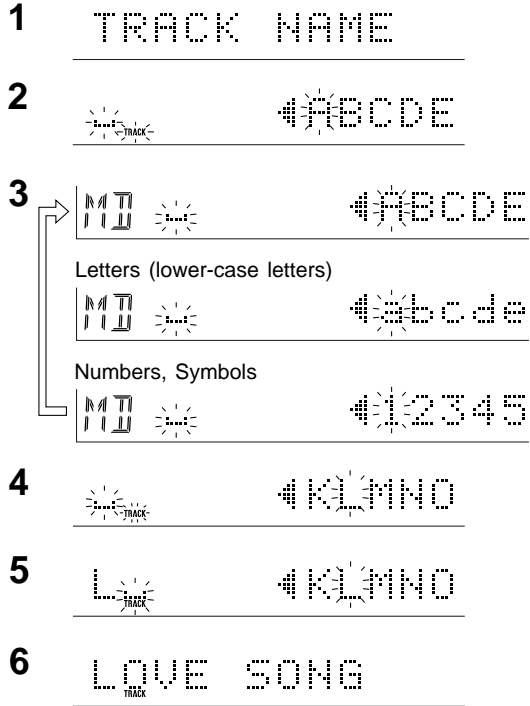 1 TRACK NAME
2 TRACK ABCDE
3 MD ABCDE
Letters (lower-case letters)
MD abcde
Numbers, Symbols
MD 12345
4 TRACK KLMNO
5 L TRACK KLMNO
6 LOVE SONG
TRACK